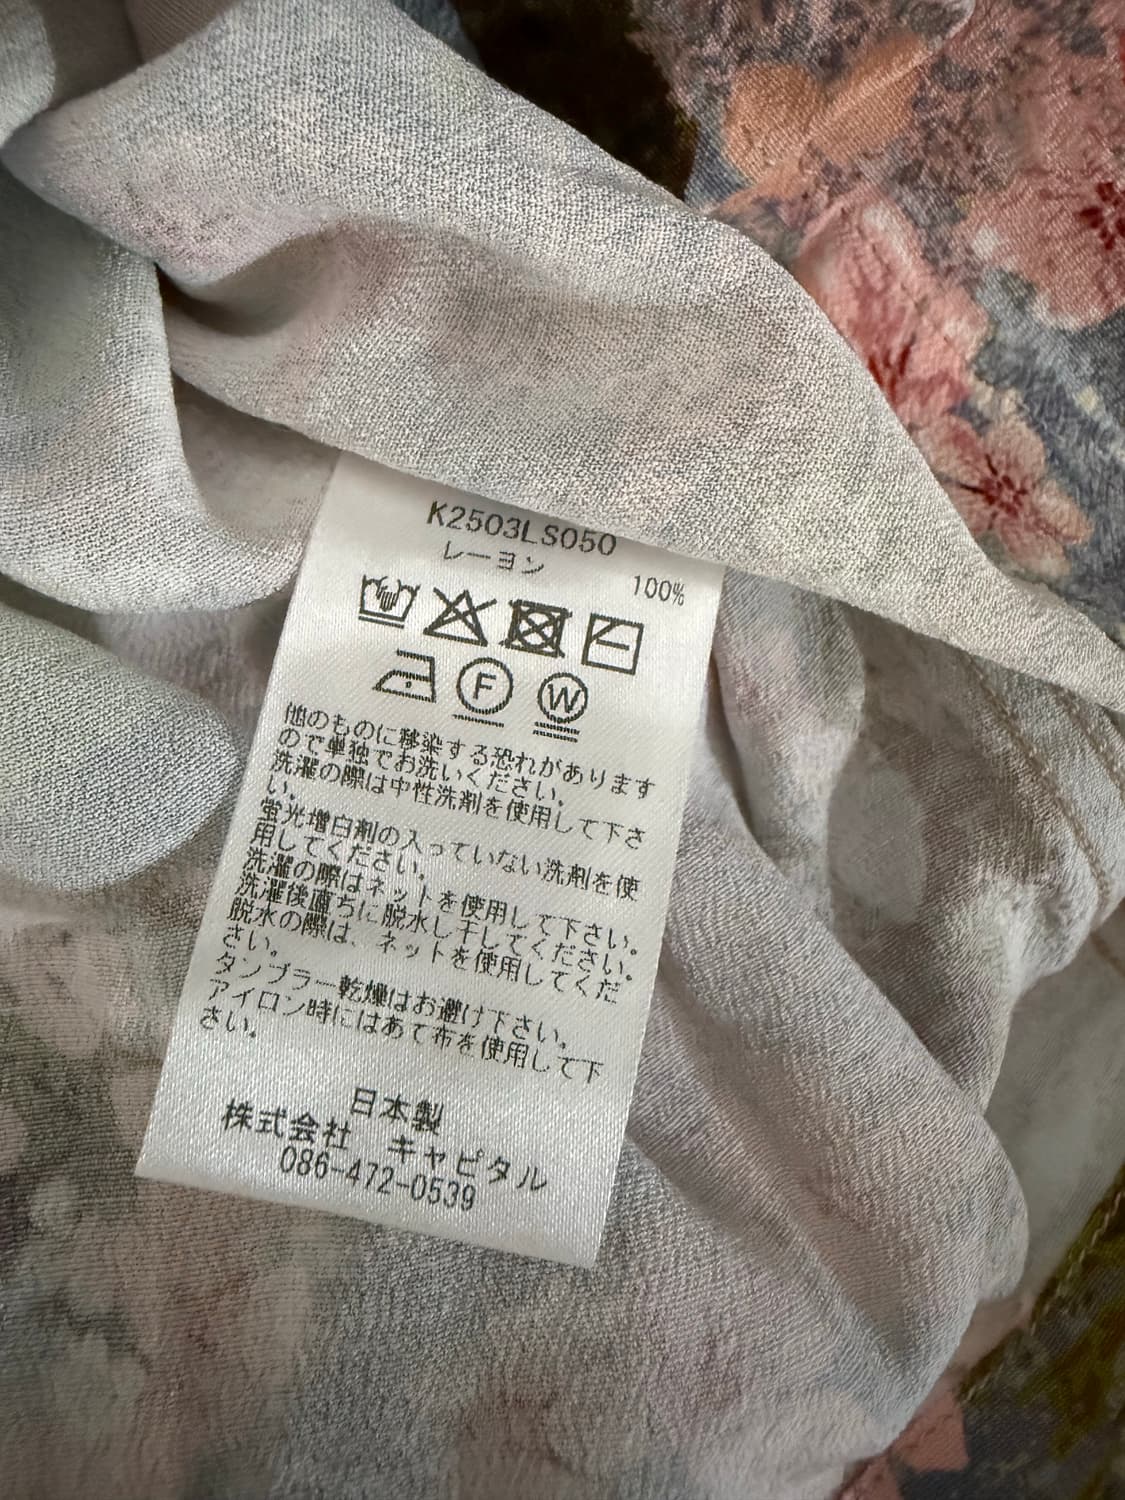 K2503LS050
レーヨン 100%
F W
他のものに移染する恐れがあります
ので単独でお洗いください。
洗濯の際は中性洗剤を使用して下さ
い。
蛍光増白剤の入っていない洗剤を使
用してください。
洗濯の際はネットを使用して下さい。
洗濯後直ちに脱水し干してください。
脱水の際は、ネットを使用してくだ
さい。
タンブラー乾燥はお避け下さい。
アイロン時にはあて布を使用して下
さい。
日本製
株式会社 キャピタル
086-472-0539